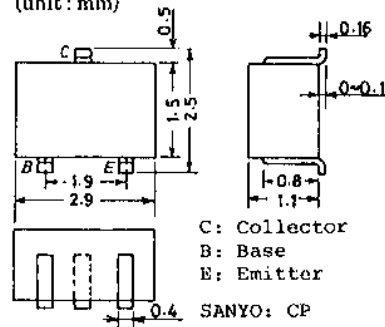 (unit : mm)
C
0.5
0.16
1.5
2.5
0~0.1
B
E
1.9
2.9
0.8
1.1
C: Collector
B: Base
E: Emitter
0.4
SANYO: CP